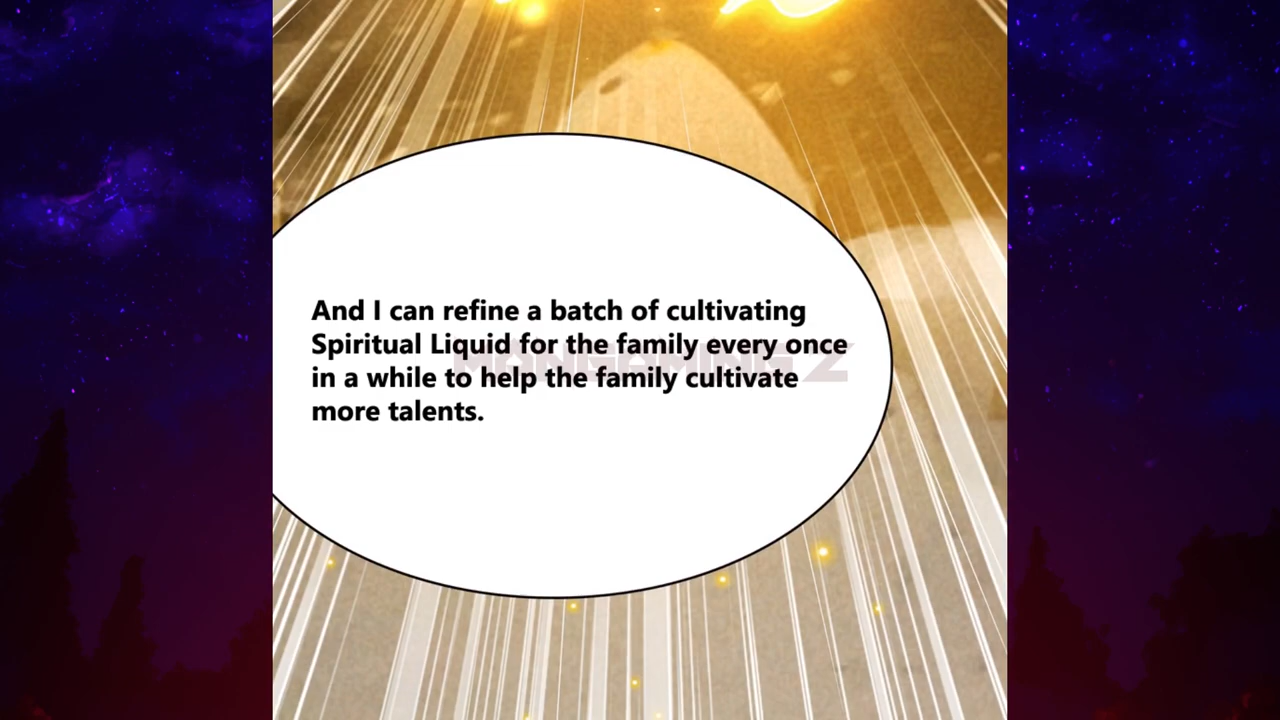 And I can refine a batch of cultivating
Spiritual Liquid for the family every once
in a while to help the family cultivate
more talents.
MANGAMING Z